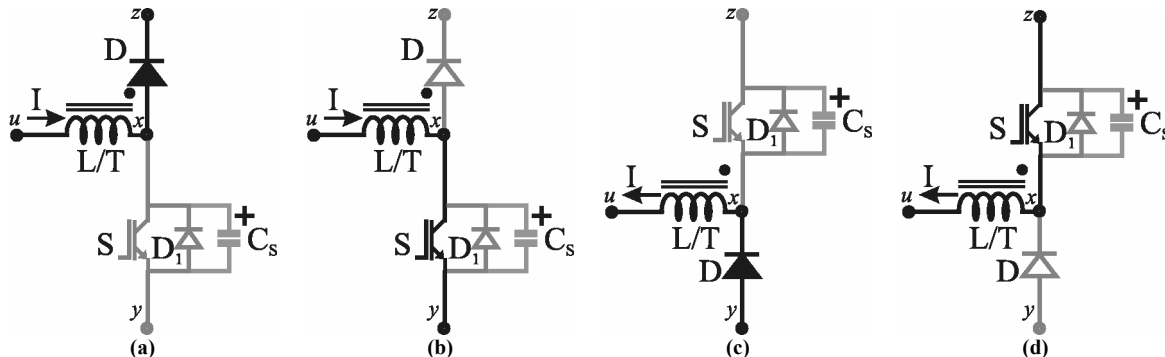 z
D
I
u
x
L/T
S
D1
+
Cs
y
(a)
z
D
I
u
x
L/T
S
D1
+
Cs
y
(b)
z
+
S
D1
Cs
I
u
x
L/T
D
y
(c)
z
+
S
D1
Cs
I
u
x
L/T
D
y
(d)